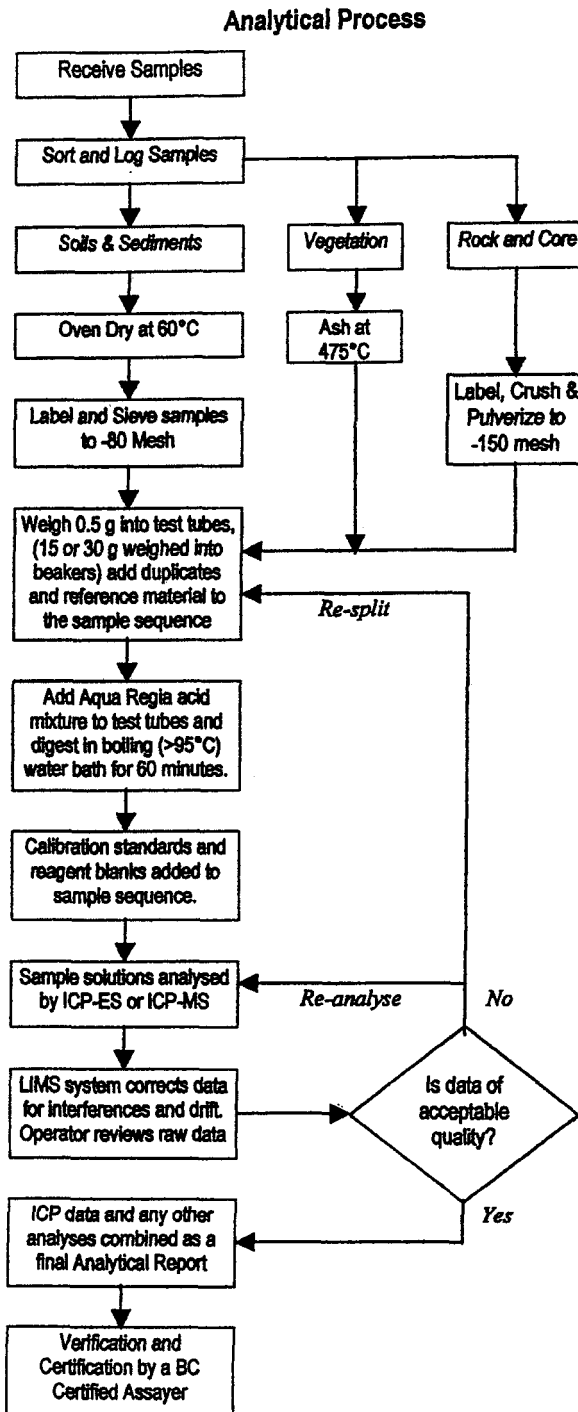 Analytical Process
Receive Samples
Sort and Log Samples
Soils & Sediments
Vegetation
Rock and Core
Oven Dry at 60°C
Ash at
475°C
Label and Sieve samples
to -80 Mesh
Label, Crush &
Pulverize to
-150 mesh
Weigh 0.5 g into test tubes,
(15 or 30 g weighed into
beakers) add duplicates
and reference material to
the sample sequence
Re-split
Add Aqua Regia acid
mixture to test tubes and
digest in boiling (>95°C)
water bath for 60 minutes.
Calibration standards and
reagent blanks added to
sample sequence.
Sample solutions analysed
by ICP-ES or ICP-MS
Re-analyse
No
LIMS system corrects data
for interferences and drift.
Operator reviews raw data
Is data of
acceptable
quality?
Yes
ICP data and any other
analyses combined as a
final Analytical Report
Verification and
Certification by a BC
Certified Assayer